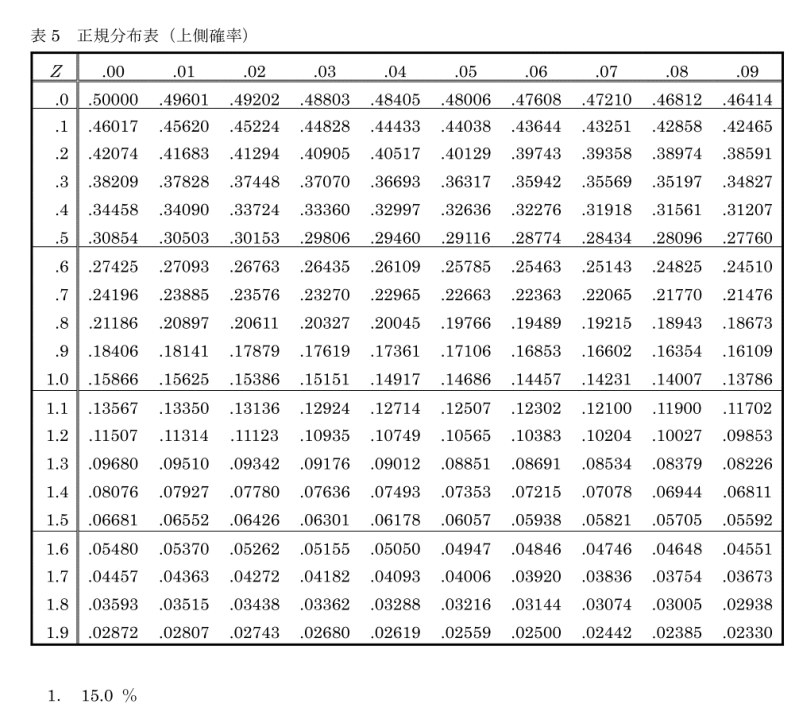 表 5　正規分布表（上側確率）
Z .00 .01 .02 .03 .04 .05 .06 .07 .08 .09
.0 .50000 .49601 .49202 .48803 .48405 .48006 .47608 .47210 .46812 .46414
.1 .46017 .45620 .45224 .44828 .44433 .44038 .43644 .43251 .42858 .42465
.2 .42074 .41683 .41294 .40905 .40517 .40129 .39743 .39358 .38974 .38591
.3 .38209 .37828 .37448 .37070 .36693 .36317 .35942 .35569 .35197 .34827
.4 .34458 .34090 .33724 .33360 .32997 .32636 .32276 .31918 .31561 .31207
.5 .30854 .30503 .30153 .29806 .29460 .29116 .28774 .28434 .28096 .27760
.6 .27425 .27093 .26763 .26435 .26109 .25785 .25463 .25143 .24825 .24510
.7 .24196 .23885 .23576 .23270 .22965 .22663 .22363 .22065 .21770 .21476
.8 .21186 .20897 .20611 .20327 .20045 .19766 .19489 .19215 .18943 .18673
.9 .18406 .18141 .17879 .17619 .17361 .17106 .16853 .16602 .16354 .16109
1.0 .15866 .15625 .15386 .15151 .14917 .14686 .14457 .14231 .14007 .13786
1.1 .13567 .13350 .13136 .12924 .12714 .12507 .12302 .12100 .11900 .11702
1.2 .11507 .11314 .11123 .10935 .10749 .10565 .10383 .10204 .10027 .09853
1.3 .09680 .09510 .09342 .09176 .09012 .08851 .08691 .08534 .08379 .08226
1.4 .08076 .07927 .07780 .07636 .07493 .07353 .07215 .07078 .06944 .06811
1.5 .06681 .06552 .06426 .06301 .06178 .06057 .05938 .05821 .05705 .05592
1.6 .05480 .05370 .05262 .05155 .05050 .04947 .04846 .04746 .04648 .04551
1.7 .04457 .04363 .04272 .04182 .04093 .04006 .03920 .03836 .03754 .03673
1.8 .03593 .03515 .03438 .03362 .03288 .03216 .03144 .03074 .03005 .02938
1.9 .02872 .02807 .02743 .02680 .02619 .02559 .02500 .02442 .02385 .02330
1. 15.0 %